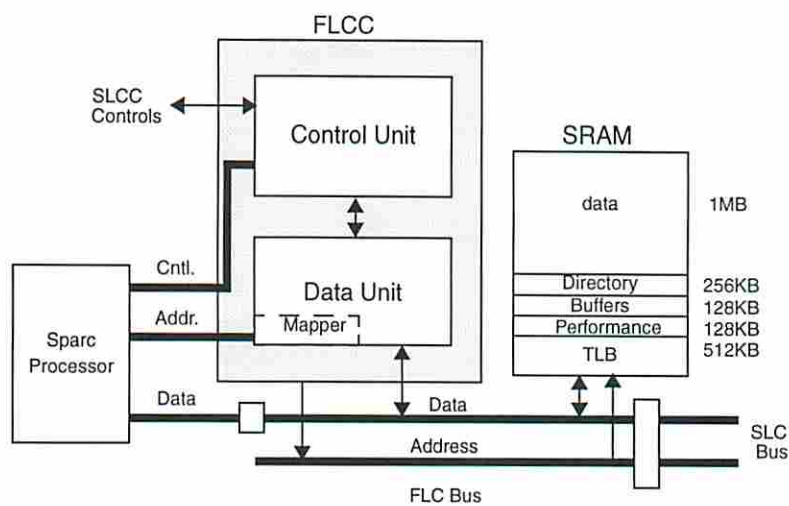 FLCC
SLCC
Controls
Control Unit
SRAM
data
1MB
Cntl.
Data Unit
Directory
256KB
Buffers
128KB
Addr.
Mapper
Performance
128KB
Sparc
Processor
TLB
512KB
Data
Data
SLC
Bus
Address
FLC Bus